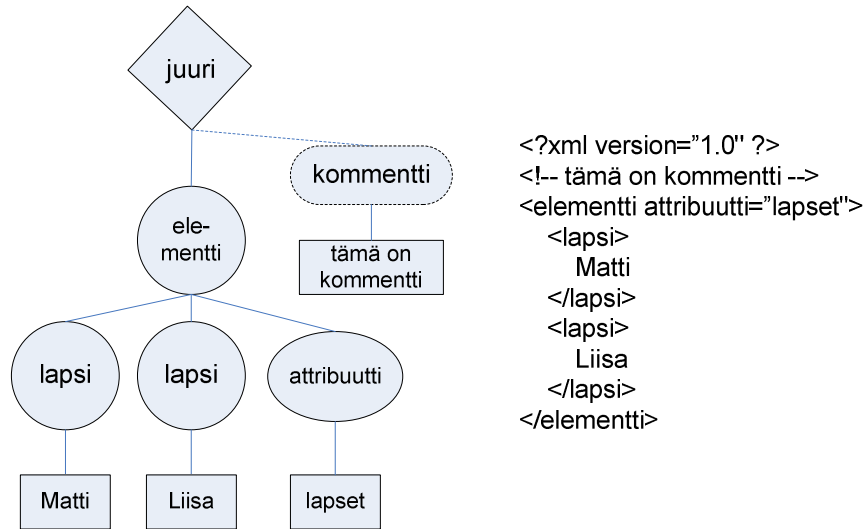 juuri
kommentti
ele-
mentti
tämä on
kommentti
lapsi
lapsi
attribuutti
Matti
Liisa
lapset
<?xml version=”1.0" ?>
<!-- tämä on kommentti -->
<elementti attribuutti=”lapset">
<lapsi>
Matti
</lapsi>
<lapsi>
Liisa
</lapsi>
</elementti>